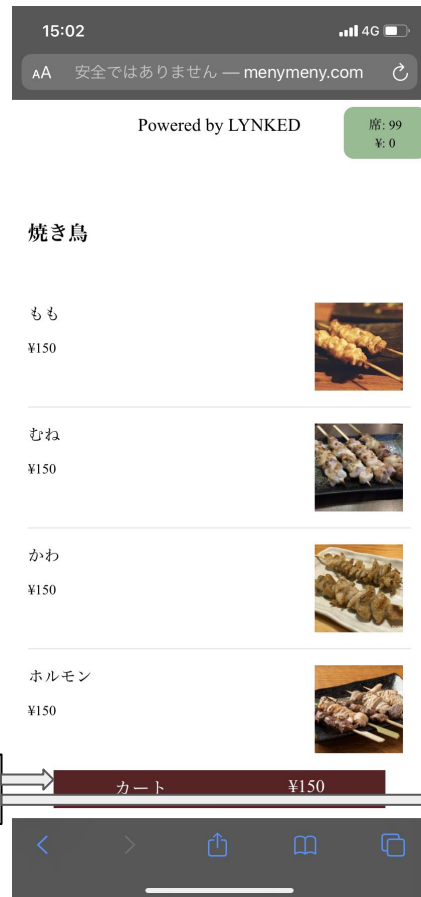 15:02
4G
AA 安全ではありません — menymeny.com
Powered by LYNKED
席: 99
¥: 0
焼き鳥
もも
¥150
むね
¥150
かわ
¥150
ホルモン
¥150
カート ¥150